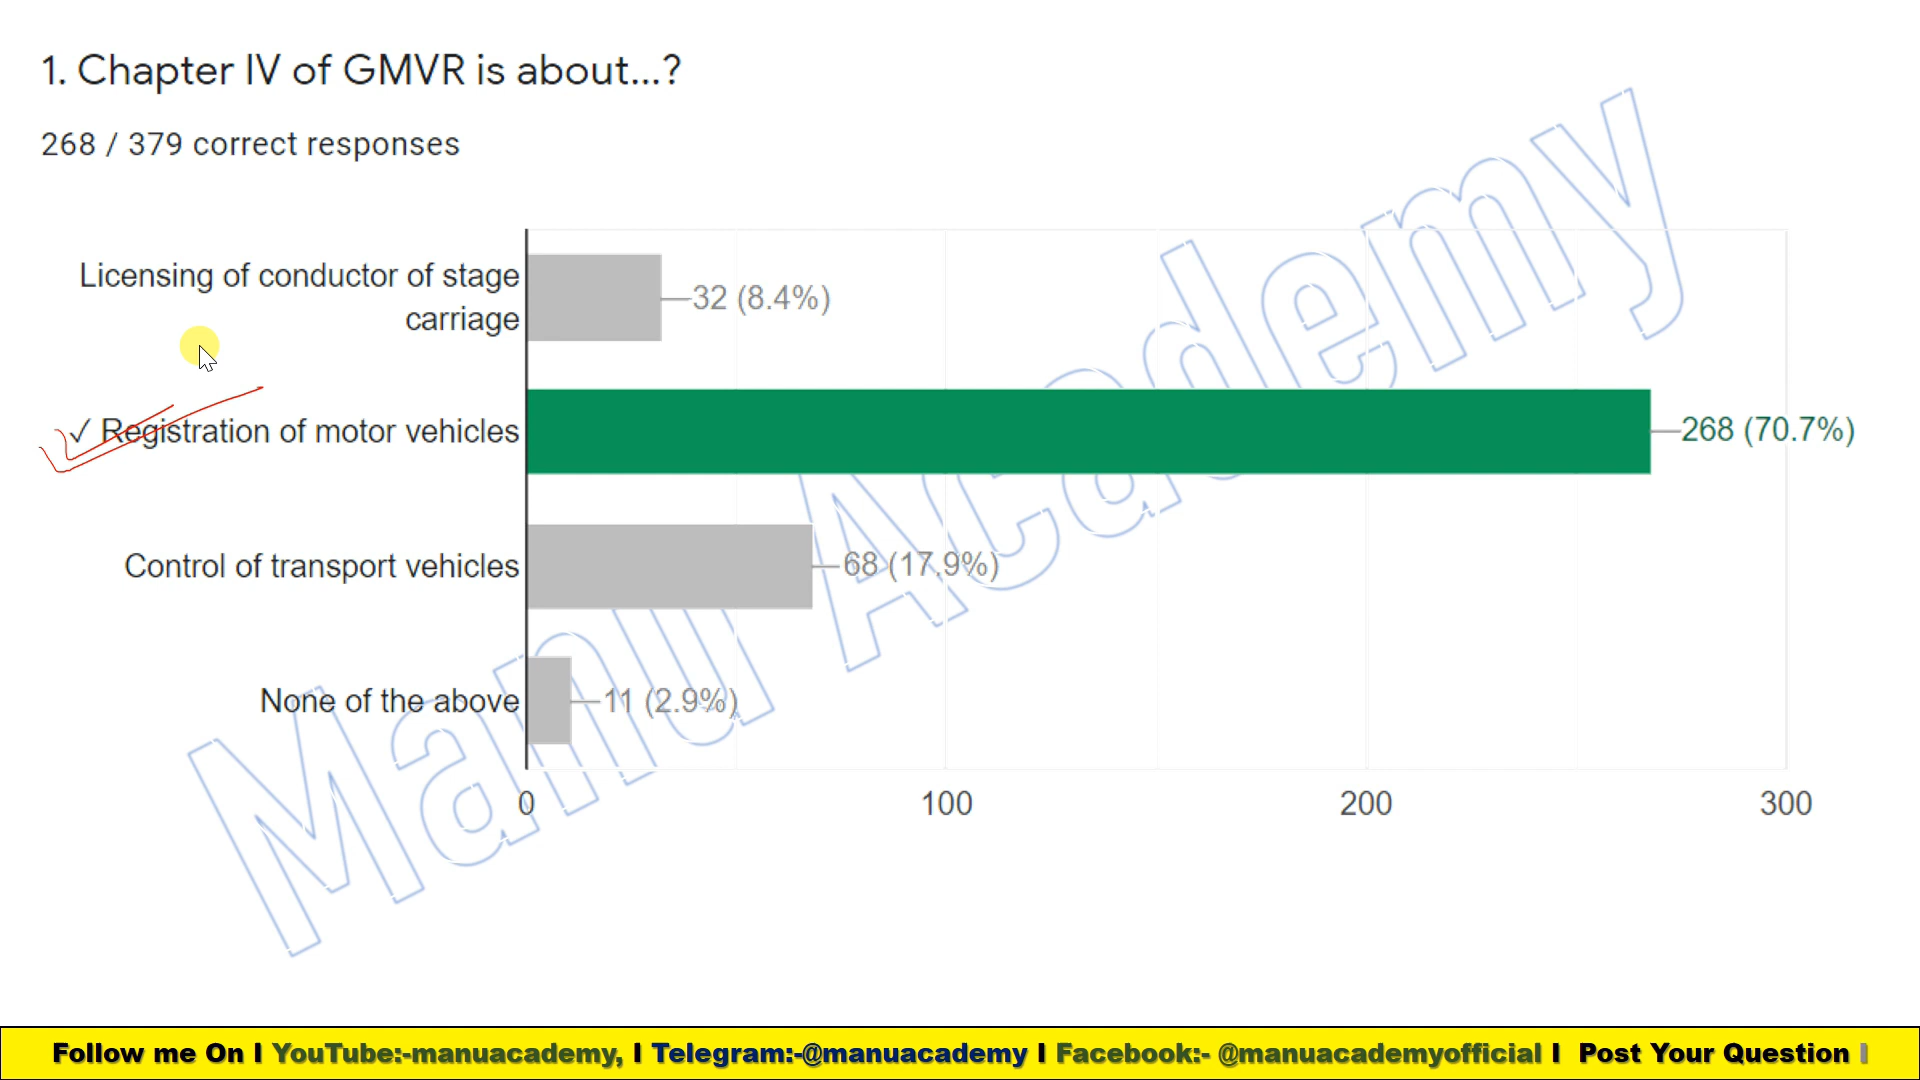 1. Chapter IV of GMVR is about...?
268 / 379 correct responses
Licensing of conductor of stage
carriage
32 (8.4%)
✓ Registration of motor vehicles
268 (70.7%)
Control of transport vehicles
68 (17.9%)
None of the above
11 (2.9%)
0 100 200 300
Manu Academy
Follow me On I YouTube:-manuacademy, I Telegram:-@manuacademy I Facebook:- @manuacademyofficial I Post Your Question I